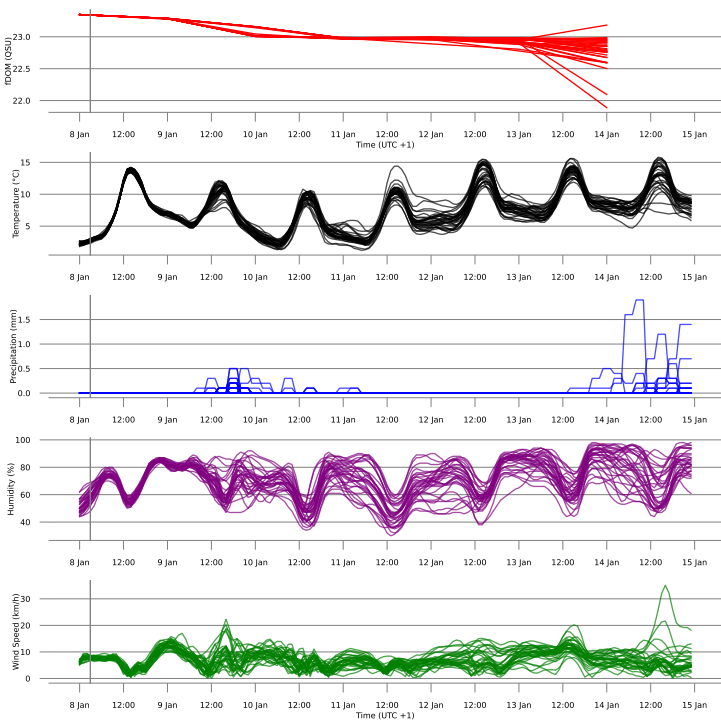 fDOM (QSU)
23.0
22.5
22.0
8 Jan 12:00 9 Jan 12:00 10 Jan 12:00 11 Jan 12:00 12 Jan 12:00 13 Jan 12:00 14 Jan 12:00 15 Jan
Time (UTC +1)
Temperature (°C)
15
10
5
8 Jan 12:00 9 Jan 12:00 10 Jan 12:00 11 Jan 12:00 12 Jan 12:00 13 Jan 12:00 14 Jan 12:00 15 Jan
Precipitation (mm)
1.5
1.0
0.5
0.0
8 Jan 12:00 9 Jan 12:00 10 Jan 12:00 11 Jan 12:00 12 Jan 12:00 13 Jan 12:00 14 Jan 12:00 15 Jan
Humidity (%)
100
80
60
40
8 Jan 12:00 9 Jan 12:00 10 Jan 12:00 11 Jan 12:00 12 Jan 12:00 13 Jan 12:00 14 Jan 12:00 15 Jan
Wind Speed (km/h)
30
20
10
0
8 Jan 12:00 9 Jan 12:00 10 Jan 12:00 11 Jan 12:00 12 Jan 12:00 13 Jan 12:00 14 Jan 12:00 15 Jan
Time (UTC +1)